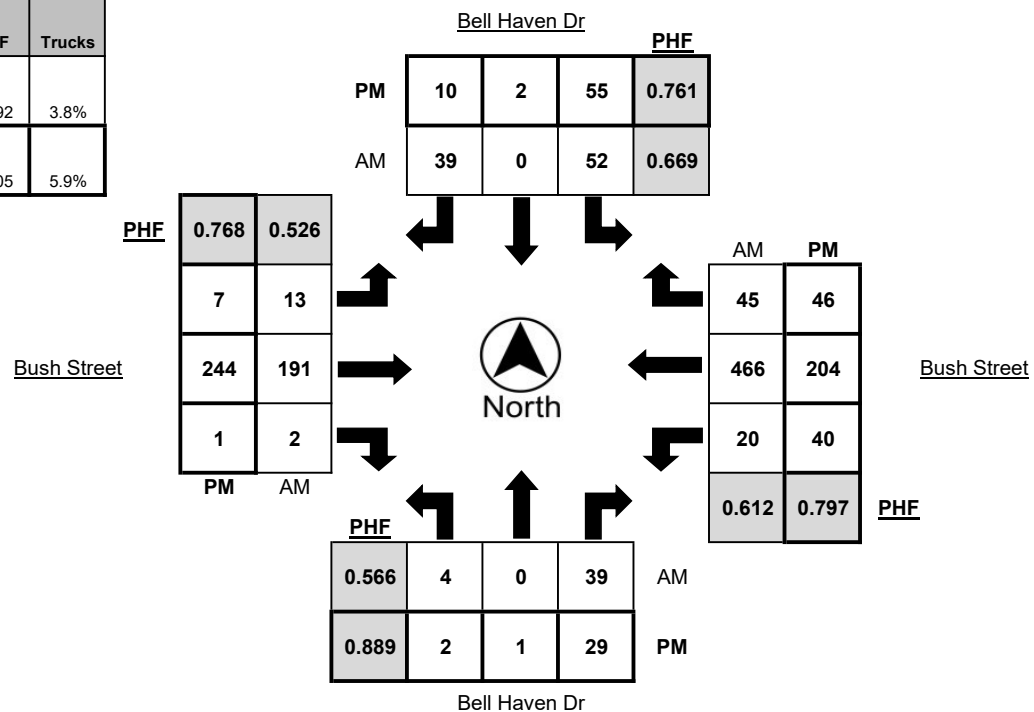 Bell Haven Dr
PHF
Trucks
3.8%
5.9%
PM 10 2 55 0.761
AM 39 0 52 0.669
PHF 0.768 0.526
7 13
244 191
1 2
PM AM
Bush Street
North
AM PM
45 46
466 204
20 40
0.612 0.797 PHF
Bush Street
PHF
0.566 4 0 39 AM
0.889 2 1 29 PM
Bell Haven Dr